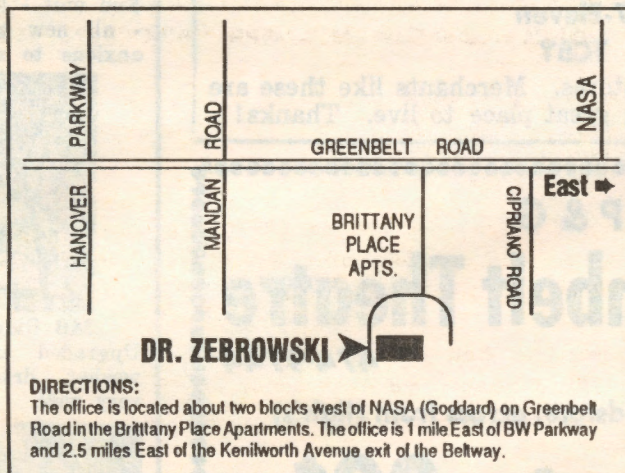 HANOVER PARKWAY
MANDAN ROAD
NASA
GREENBELT ROAD
East
CIPRIANO ROAD
BRITTANY
PLACE
APTS.
DR. ZEBROWSKI
DIRECTIONS:
The office is located about two blocks west of NASA (Goddard) on Greenbelt
Road in the Brittany Place Apartments. The office is 1 mile East of BW Parkway
and 2.5 miles East of the Kenilworth Avenue exit of the Beltway.